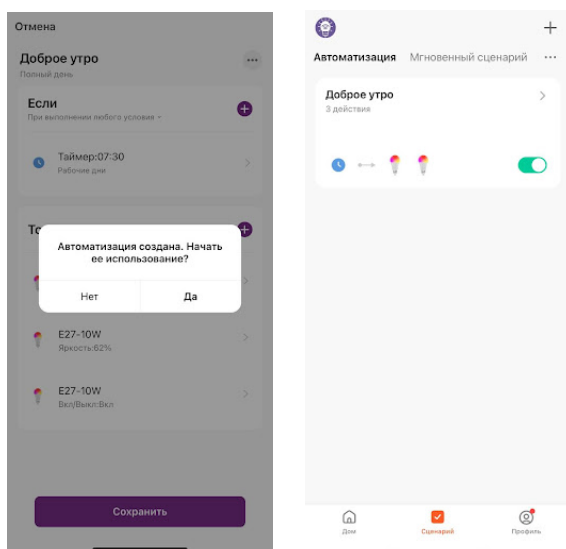 Отмена
Доброе утро
Полный день
Если
При выполнении любого условия
Таймер:07:30
Рабочие дни
То
Автоматизация создана. Начать
ее использование?
Нет
Да
E27-10W
Яркость:62%
E27-10W
Вкл/Выкл:Вкл
Сохранить
Автоматизация
Мгновенный сценарий
Доброе утро
3 действия
Дом
Сценарий
Профиль